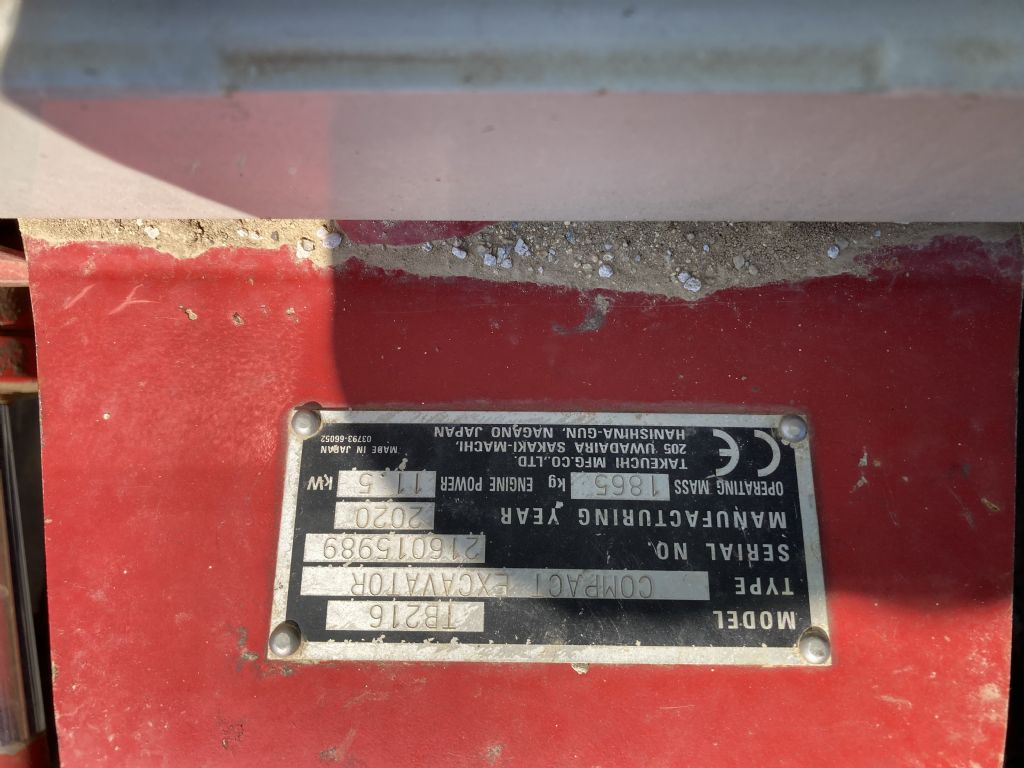 MODEL TB216
TYPE COMPACT EXCAVATOR
SERIAL NO 216015989
MANUFACTURING YEAR 2020
OPERATING MASS 1865 kg ENGINE POWER 11.5 kW
TAKEUCHI MFG.CO.,LTD.
205 UWADAIRA SAKAKI-MACHI,
HANISHINA-GUN, NAGANO JAPAN
CE
MADE IN JAPAN
03793-66052